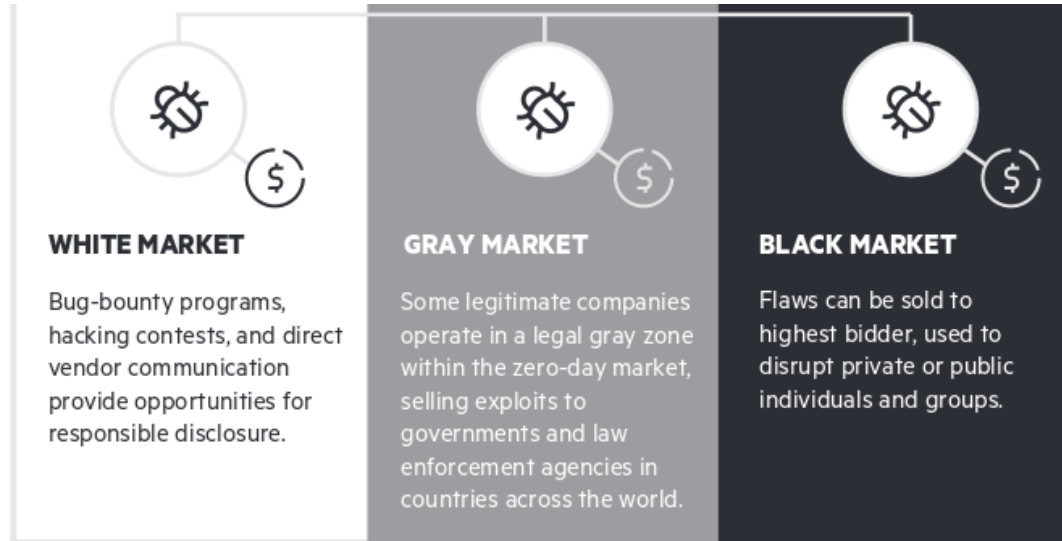 $
$
$
WHITE MARKET
Bug-bounty programs,
hacking contests, and direct
vendor communication
provide opportunities for
responsible disclosure.
GRAY MARKET
Some legitimate companies
operate in a legal gray zone
within the zero-day market,
selling exploits to
governments and law
enforcement agencies in
countries across the world.
BLACK MARKET
Flaws can be sold to
highest bidder, used to
disrupt private or public
individuals and groups.